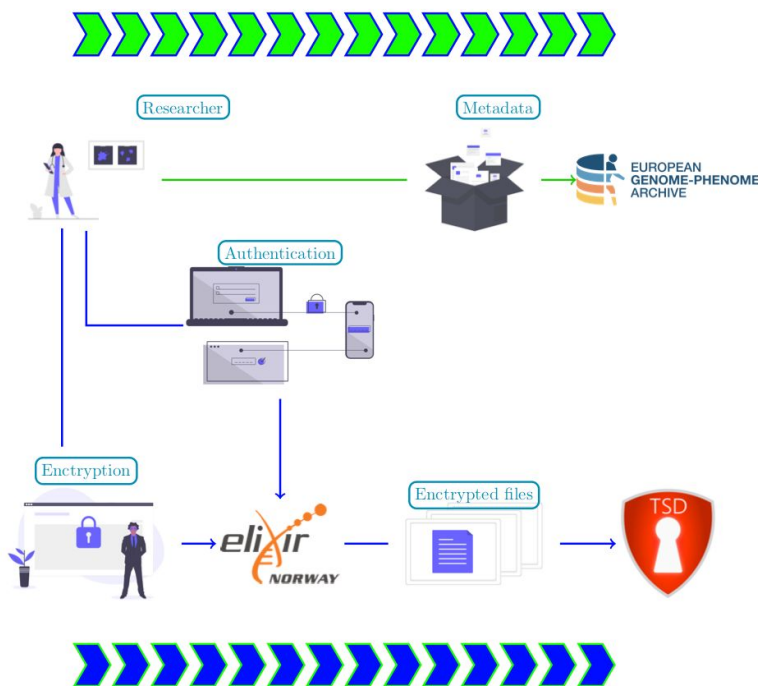 Researcher
Metadata
EUROPEAN
GENOME-PHENOME
ARCHIVE
Authentication
Enctryption
Enctrypted files
elixir
NORWAY
TSD